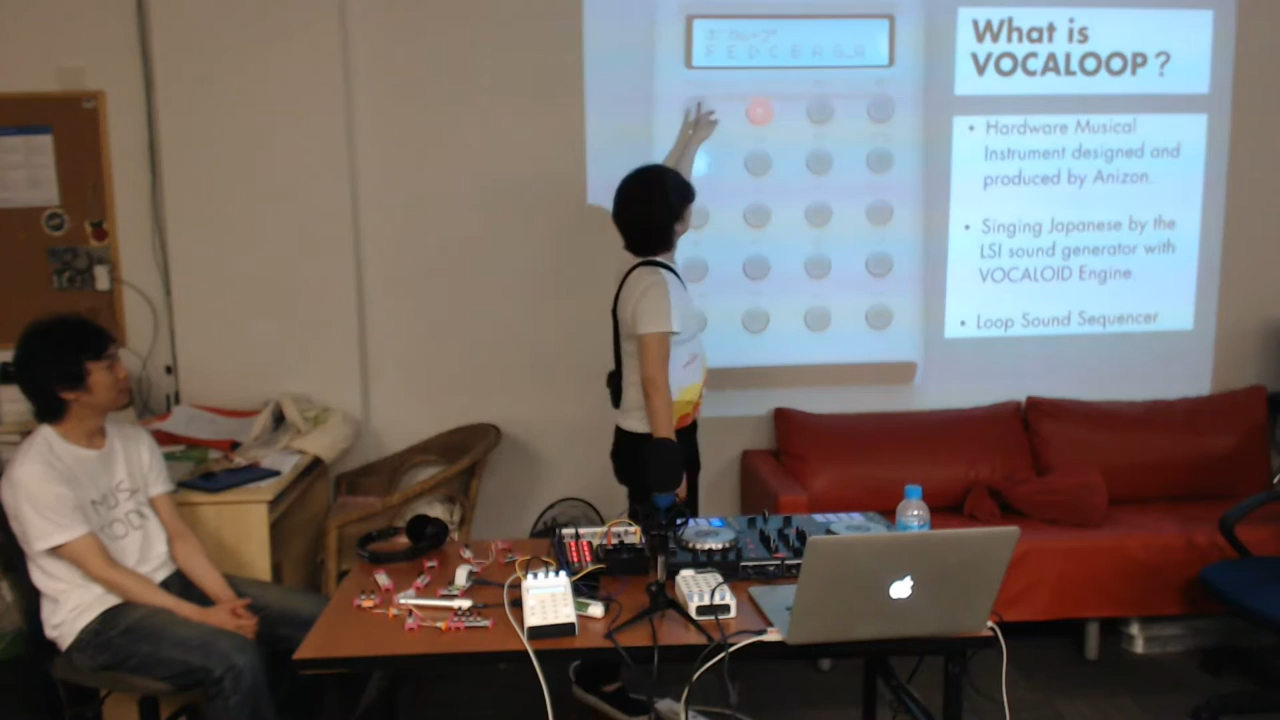 What is
VOCALOOP ?
F E D C B A G
• Hardware Musical
Instrument designed and
produced by Anizon.
• Singing Japanese by the
LSI sound generator with
VOCALOID Engine
• Loop Sound Sequencer